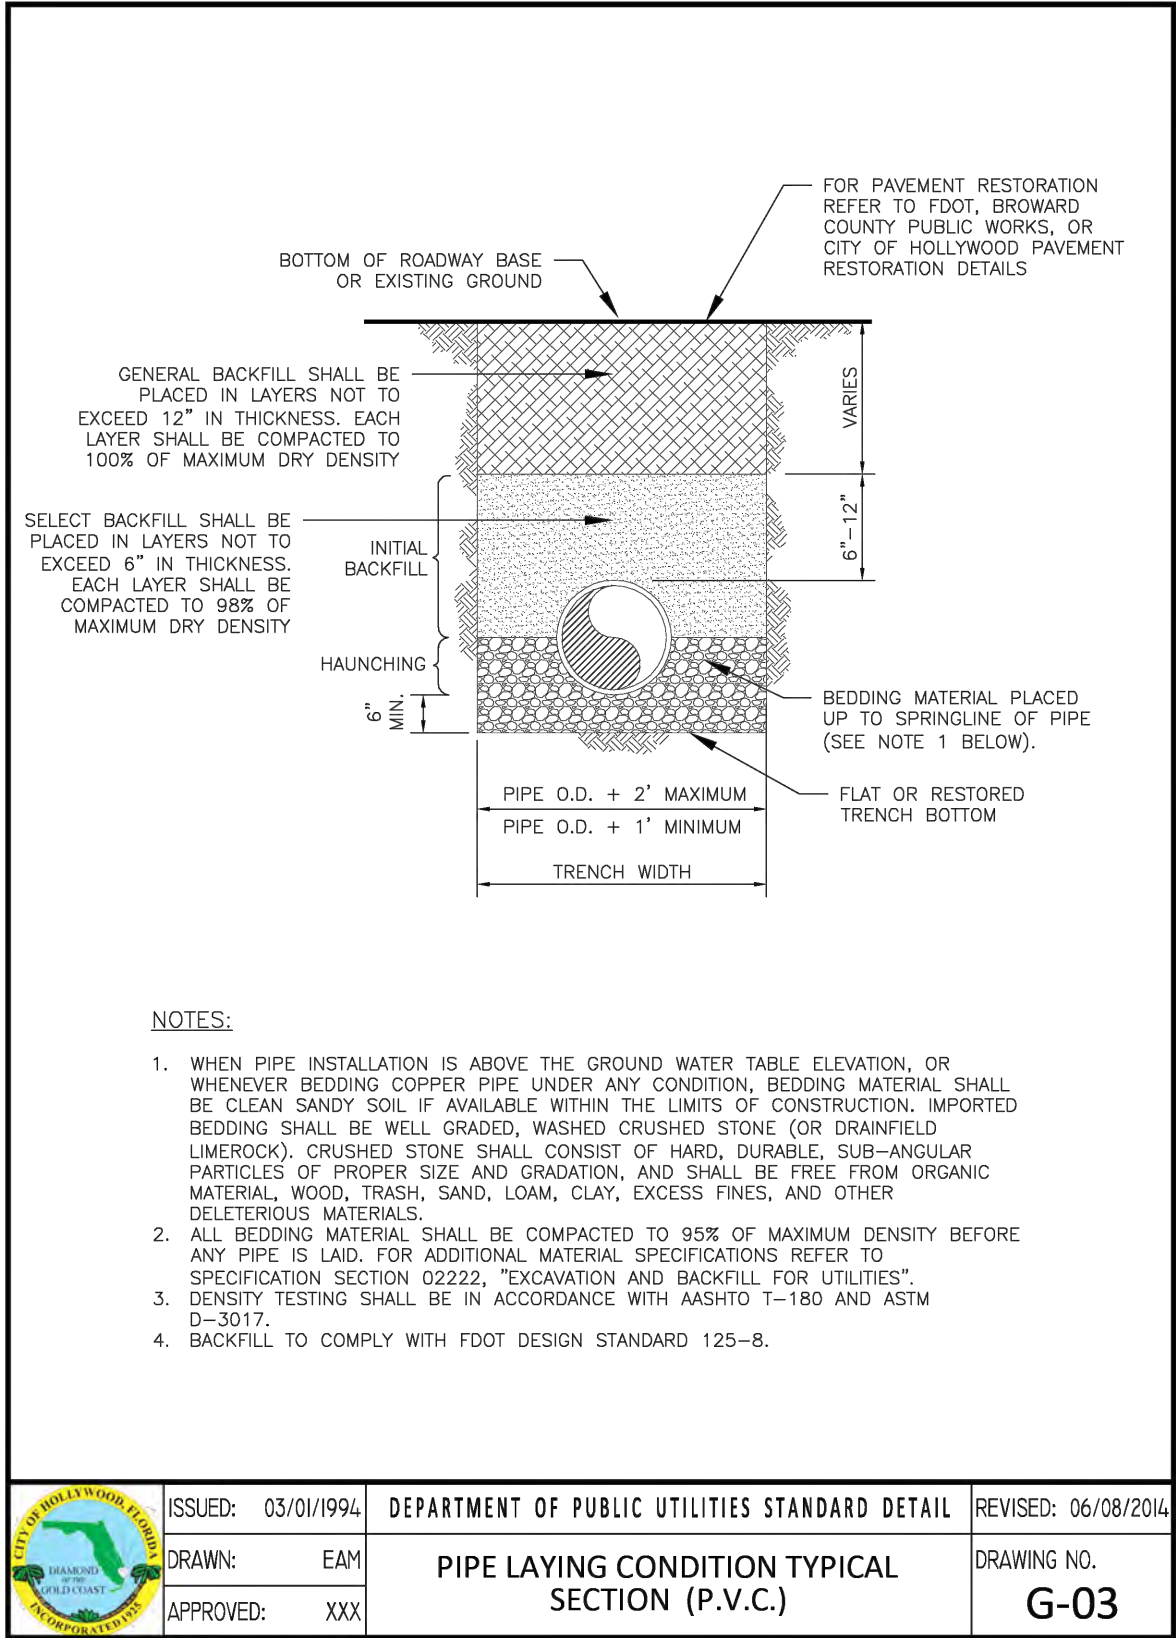 FOR PAVEMENT RESTORATION
REFER TO FDOT, BROWARD
COUNTY PUBLIC WORKS, OR
CITY OF HOLLYWOOD PAVEMENT
RESTORATION DETAILS
BOTTOM OF ROADWAY BASE
OR EXISTING GROUND
GENERAL BACKFILL SHALL BE
PLACED IN LAYERS NOT TO
EXCEED 12" IN THICKNESS. EACH
LAYER SHALL BE COMPACTED TO
100% OF MAXIMUM DRY DENSITY
VARIES
SELECT BACKFILL SHALL BE
PLACED IN LAYERS NOT TO
EXCEED 6" IN THICKNESS.
EACH LAYER SHALL BE
COMPACTED TO 98% OF
MAXIMUM DRY DENSITY
INITIAL
BACKFILL
6"-12"
HAUNCHING
6"
MIN.
BEDDING MATERIAL PLACED
UP TO SPRINGLINE OF PIPE
(SEE NOTE 1 BELOW).
FLAT OR RESTORED
TRENCH BOTTOM
PIPE O.D. + 2' MAXIMUM
PIPE O.D. + 1' MINIMUM
TRENCH WIDTH
NOTES:
1. WHEN PIPE INSTALLATION IS ABOVE THE GROUND WATER TABLE ELEVATION, OR
WHENEVER BEDDING COPPER PIPE UNDER ANY CONDITION, BEDDING MATERIAL SHALL
BE CLEAN SANDY SOIL IF AVAILABLE WITHIN THE LIMITS OF CONSTRUCTION. IMPORTED
BEDDING SHALL BE WELL GRADED, WASHED CRUSHED STONE (OR DRAINFIELD
LIMEROCK). CRUSHED STONE SHALL CONSIST OF HARD, DURABLE, SUB-ANGULAR
PARTICLES OF PROPER SIZE AND GRADATION, AND SHALL BE FREE FROM ORGANIC
MATERIAL, WOOD, TRASH, SAND, LOAM, CLAY, EXCESS FINES, AND OTHER
DELETERIOUS MATERIALS.
2. ALL BEDDING MATERIAL SHALL BE COMPACTED TO 95% OF MAXIMUM DENSITY BEFORE
ANY PIPE IS LAID. FOR ADDITIONAL MATERIAL SPECIFICATIONS REFER TO
SPECIFICATION SECTION 02222, "EXCAVATION AND BACKFILL FOR UTILITIES".
3. DENSITY TESTING SHALL BE IN ACCORDANCE WITH AASHTO T-180 AND ASTM
D-3017.
4. BACKFILL TO COMPLY WITH FDOT DESIGN STANDARD 125-8.
CITY OF HOLLYWOOD, FLORIDA
DIAMOND
OF THE
GOLD COAST
INCORPORATED 1925
ISSUED: 03/01/1994
DRAWN: EAM
APPROVED: XXX
DEPARTMENT OF PUBLIC UTILITIES STANDARD DETAIL
PIPE LAYING CONDITION TYPICAL
SECTION (P.V.C.)
REVISED: 06/08/2014
DRAWING NO.
G-03